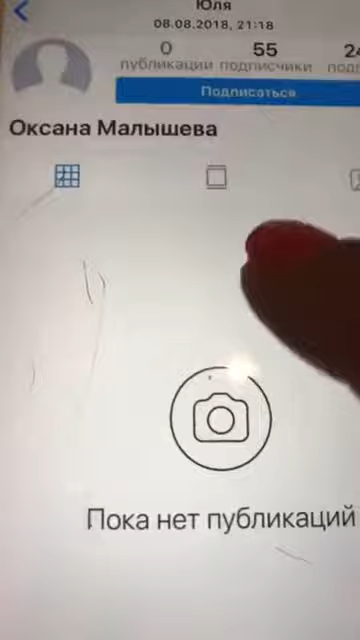 Юля
08.08.2018, 21:18
0 55
публикации подписчики
Подписаться
Оксана Малышева
Пока нет публикаций